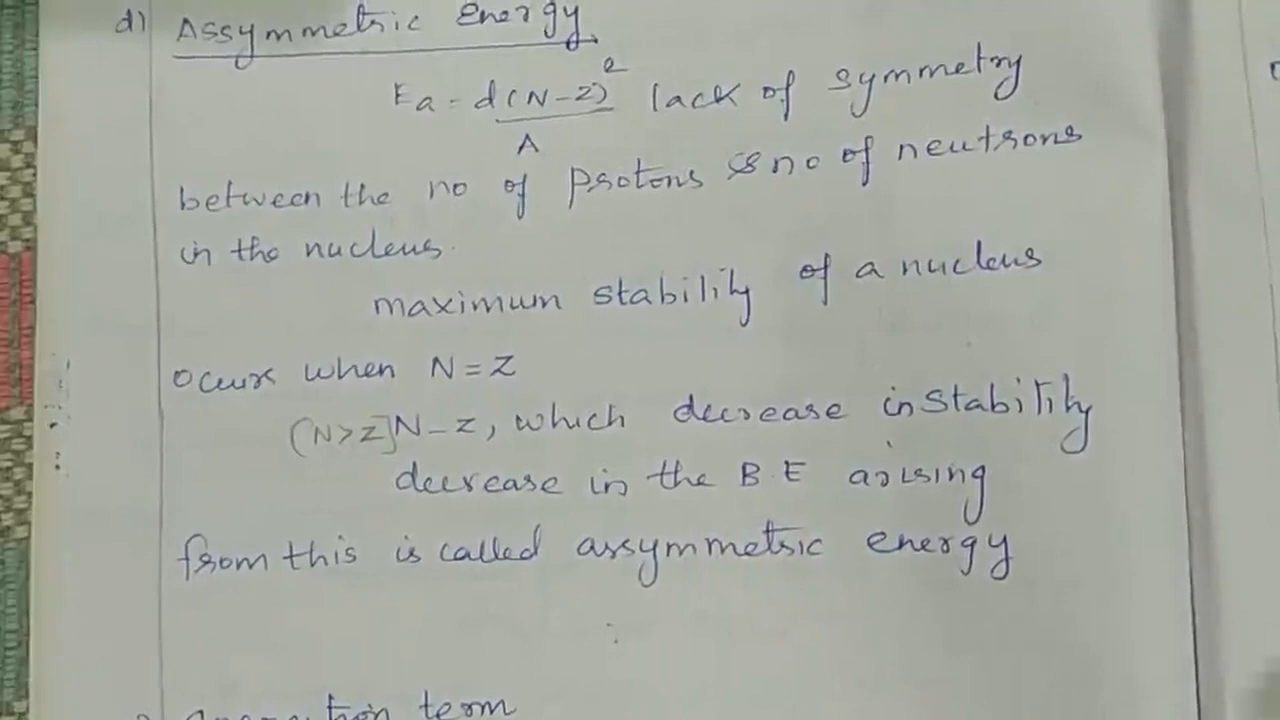 d) Assymmetric energy
Ea = d(N-Z)² lack of symmetry
A
between the no of protons & no of neutrons
in the nucleus.
maximum stability of a nucleus
occurs when N=Z
(N>Z] N-Z, which decrease in stability
decrease in the B.E arising
from this is called assymmetric energy
term